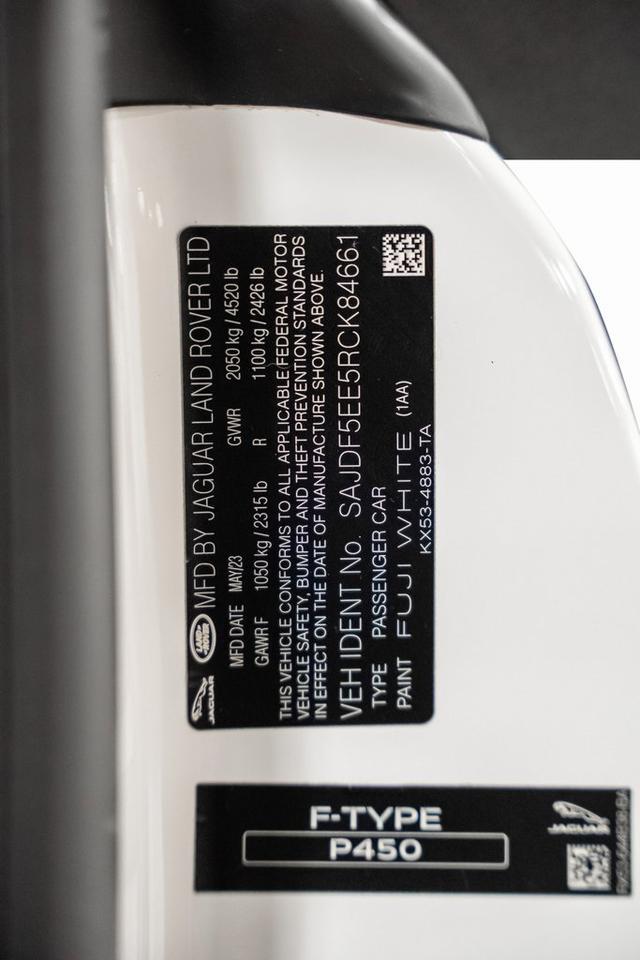 JAGUAR LAND ROVER MFD BY JAGUAR LAND ROVER LTD
MFD DATE MAY/23 GVWR 2050 kg / 4520 lb
GAWR F 1050 kg / 2315 lb R 1100 kg / 2426 lb
THIS VEHICLE CONFORMS TO ALL APPLICABLE FEDERAL MOTOR
VEHICLE SAFETY, BUMPER AND THEFT PREVENTION STANDARDS
IN EFFECT ON THE DATE OF MANUFACTURE SHOWN ABOVE.
VEH IDENT No. SAJDF5EE5RCK84661
TYPE PASSENGER CAR
PAINT FUJI WHITE (1AA)
KX53-4883-TA
F-TYPE
P450
JAGUAR